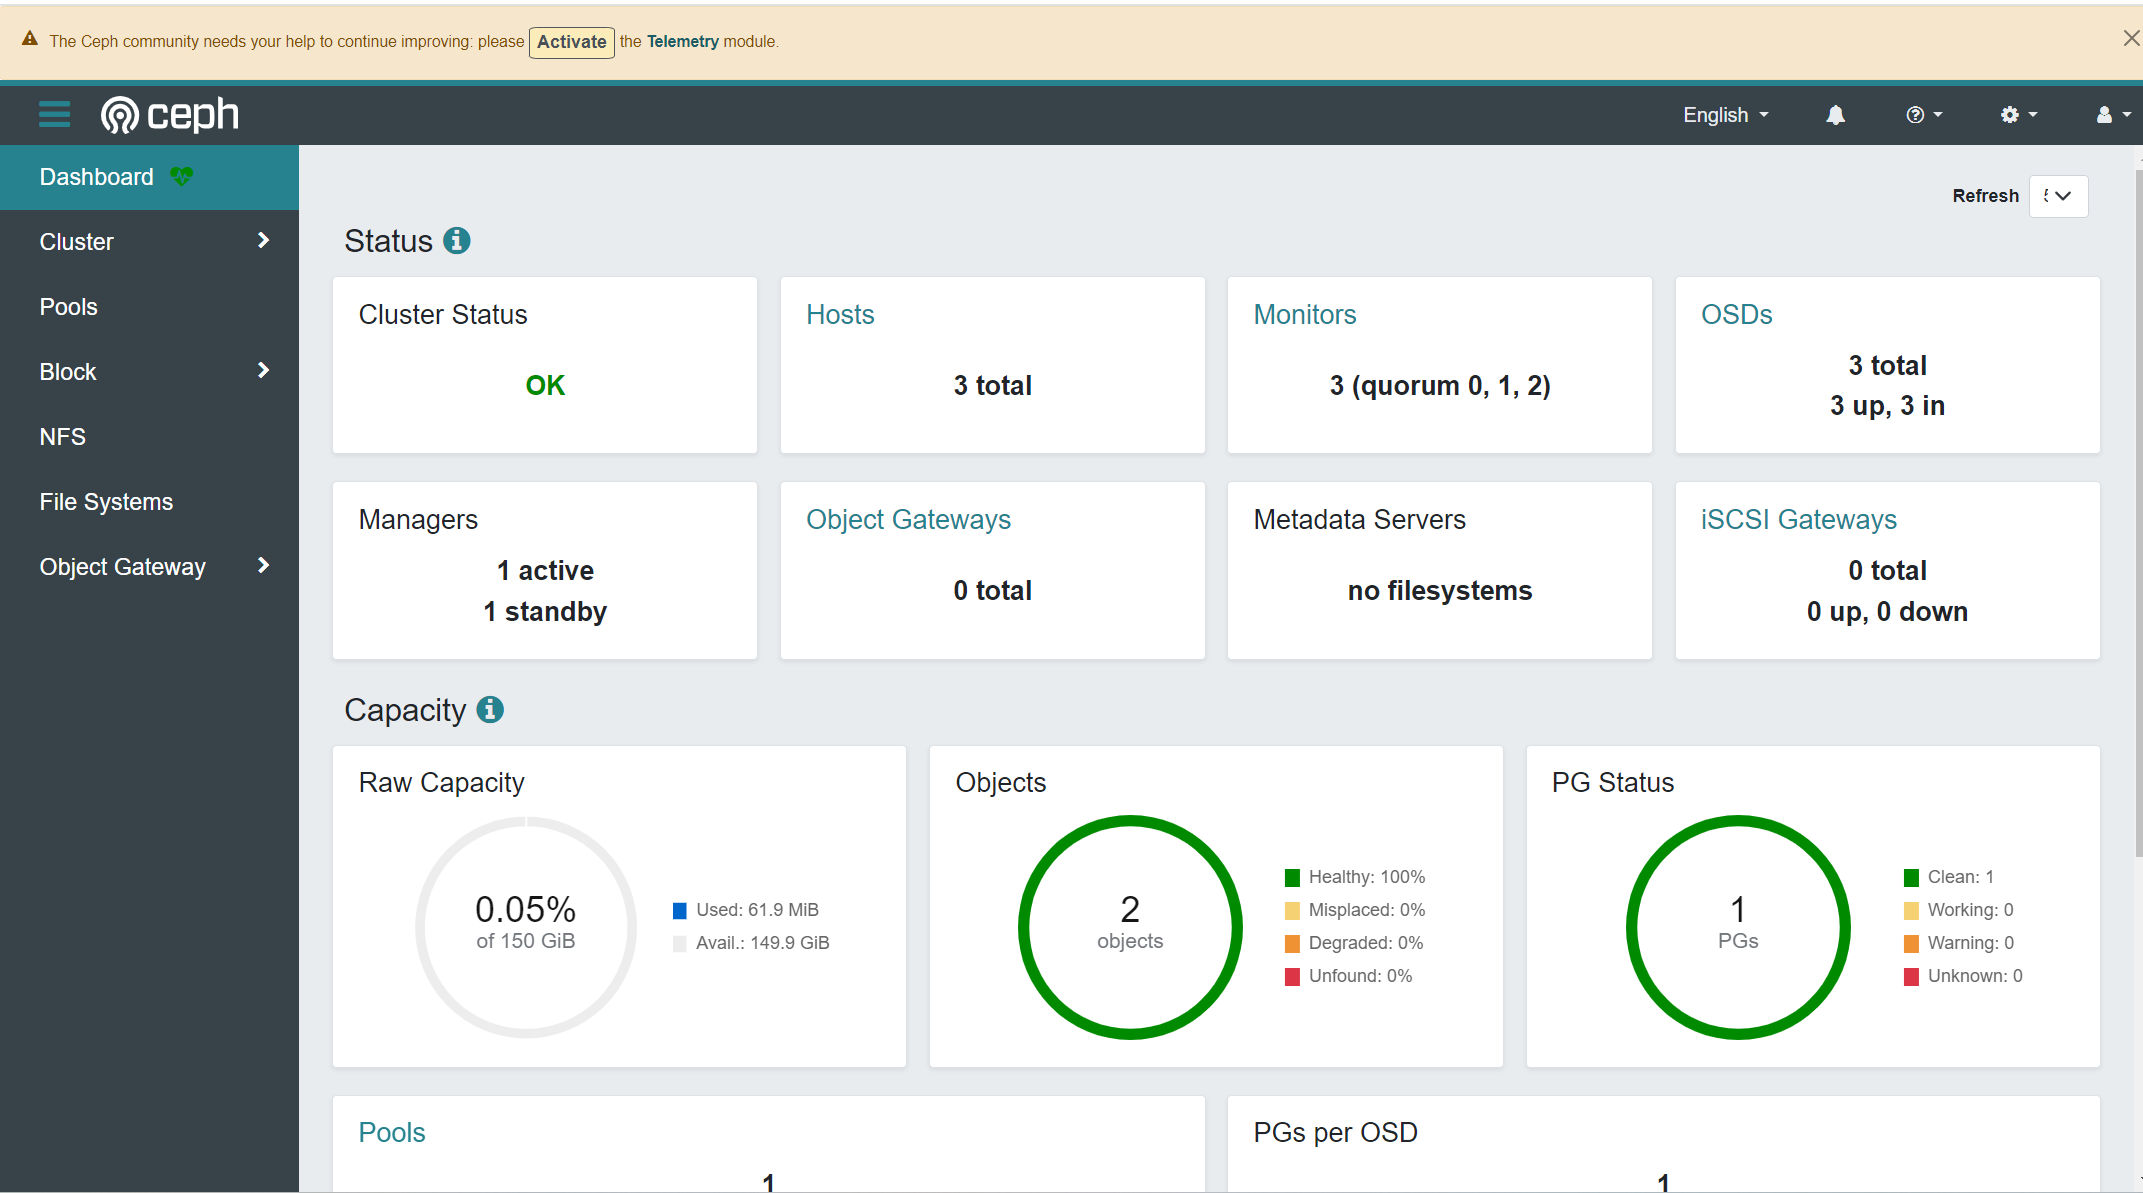 The Ceph community needs your help to continue improving: please Activate the Telemetry module.
ceph
English
Dashboard
Cluster
Pools
Block
NFS
File Systems
Object Gateway
Refresh
Status
Cluster Status
OK
Hosts
3 total
Monitors
3 (quorum 0, 1, 2)
OSDs
3 total
3 up, 3 in
Managers
1 active
1 standby
Object Gateways
0 total
Metadata Servers
no filesystems
iSCSI Gateways
0 total
0 up, 0 down
Capacity
Raw Capacity
0.05%
of 150 GiB
Used: 61.9 MiB
Avail.: 149.9 GiB
Objects
2
objects
Healthy: 100%
Misplaced: 0%
Degraded: 0%
Unfound: 0%
PG Status
1
PGs
Clean: 1
Working: 0
Warning: 0
Unknown: 0
Pools
1
PGs per OSD
1